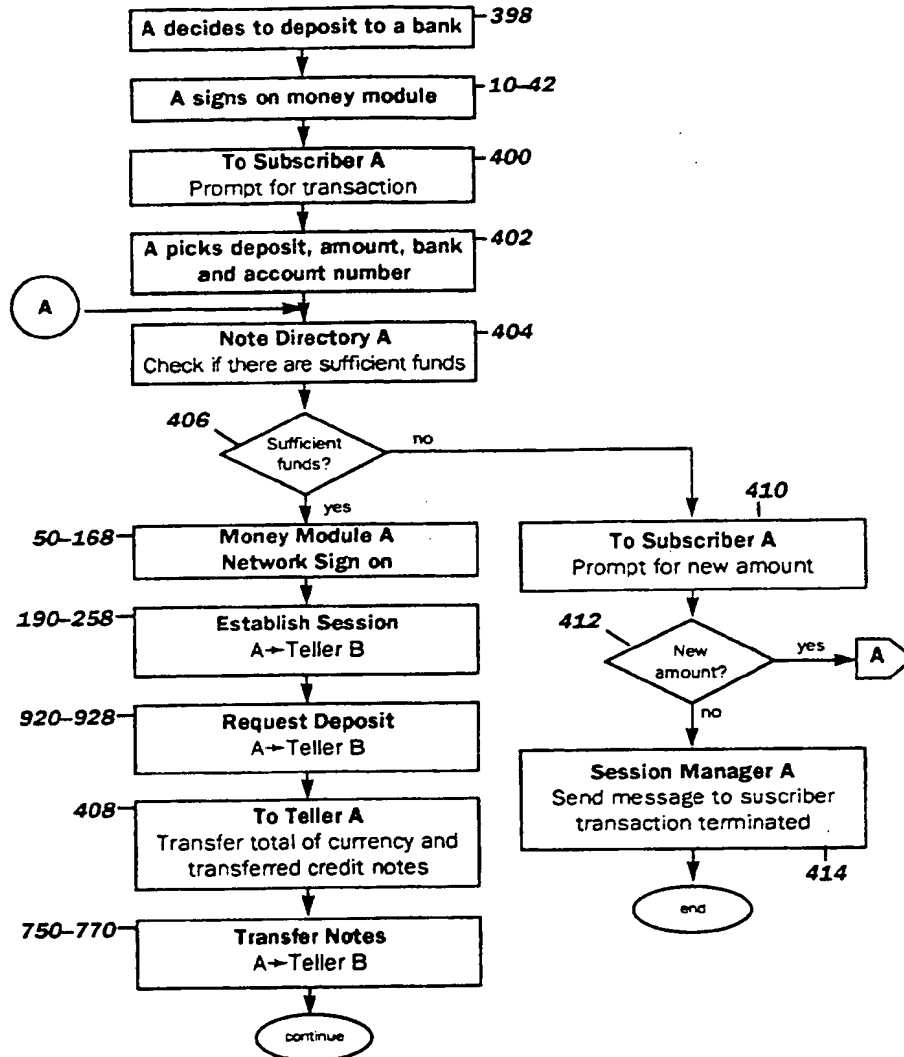 A decides to deposit to a bank
398
A signs on money module
10-42
To Subscriber A
Prompt for transaction
400
A picks deposit, amount, bank
and account number
402
A
Note Directory A
Check if there are sufficient funds
404
406
Sufficient
funds?
no
yes
50-168
Money Module A
Network Sign on
190-258
Establish Session
A→Teller B
920-928
Request Deposit
A→Teller B
408
To Teller A
Transfer total of currency and
transferred credit notes
750-770
Transfer Notes
A→Teller B
continue
410
To Subscriber A
Prompt for new amount
412
New
amount?
yes
A
no
Session Manager A
Send message to suscriber
transaction terminated
414
end